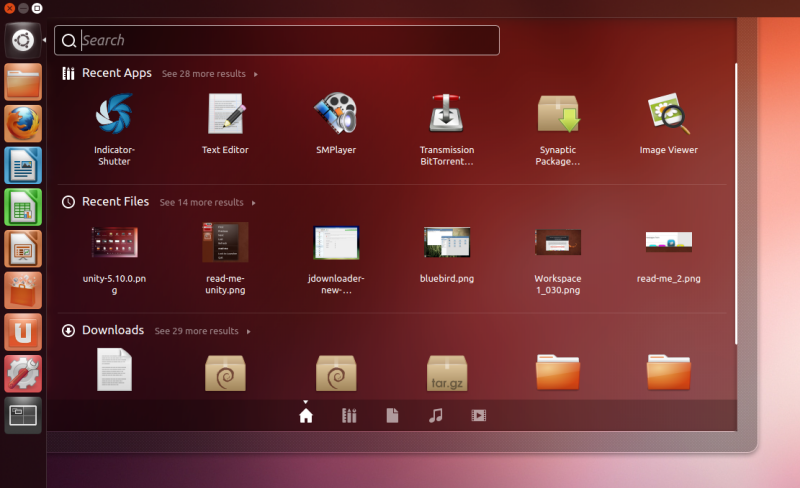 Search
Recent Apps See 28 more results
Indicator-
Shutter
Text Editor
SMPlayer
Transmission
BitTorrent...
Synaptic
Package...
Image Viewer
Recent Files See 14 more results
unity-5.10.0.pn
g
read-me-
unity.png
jdownloader-
new-...
bluebird.png
Workspace
1_030.png
read-me_2.png
Downloads See 29 more results
tar.gz